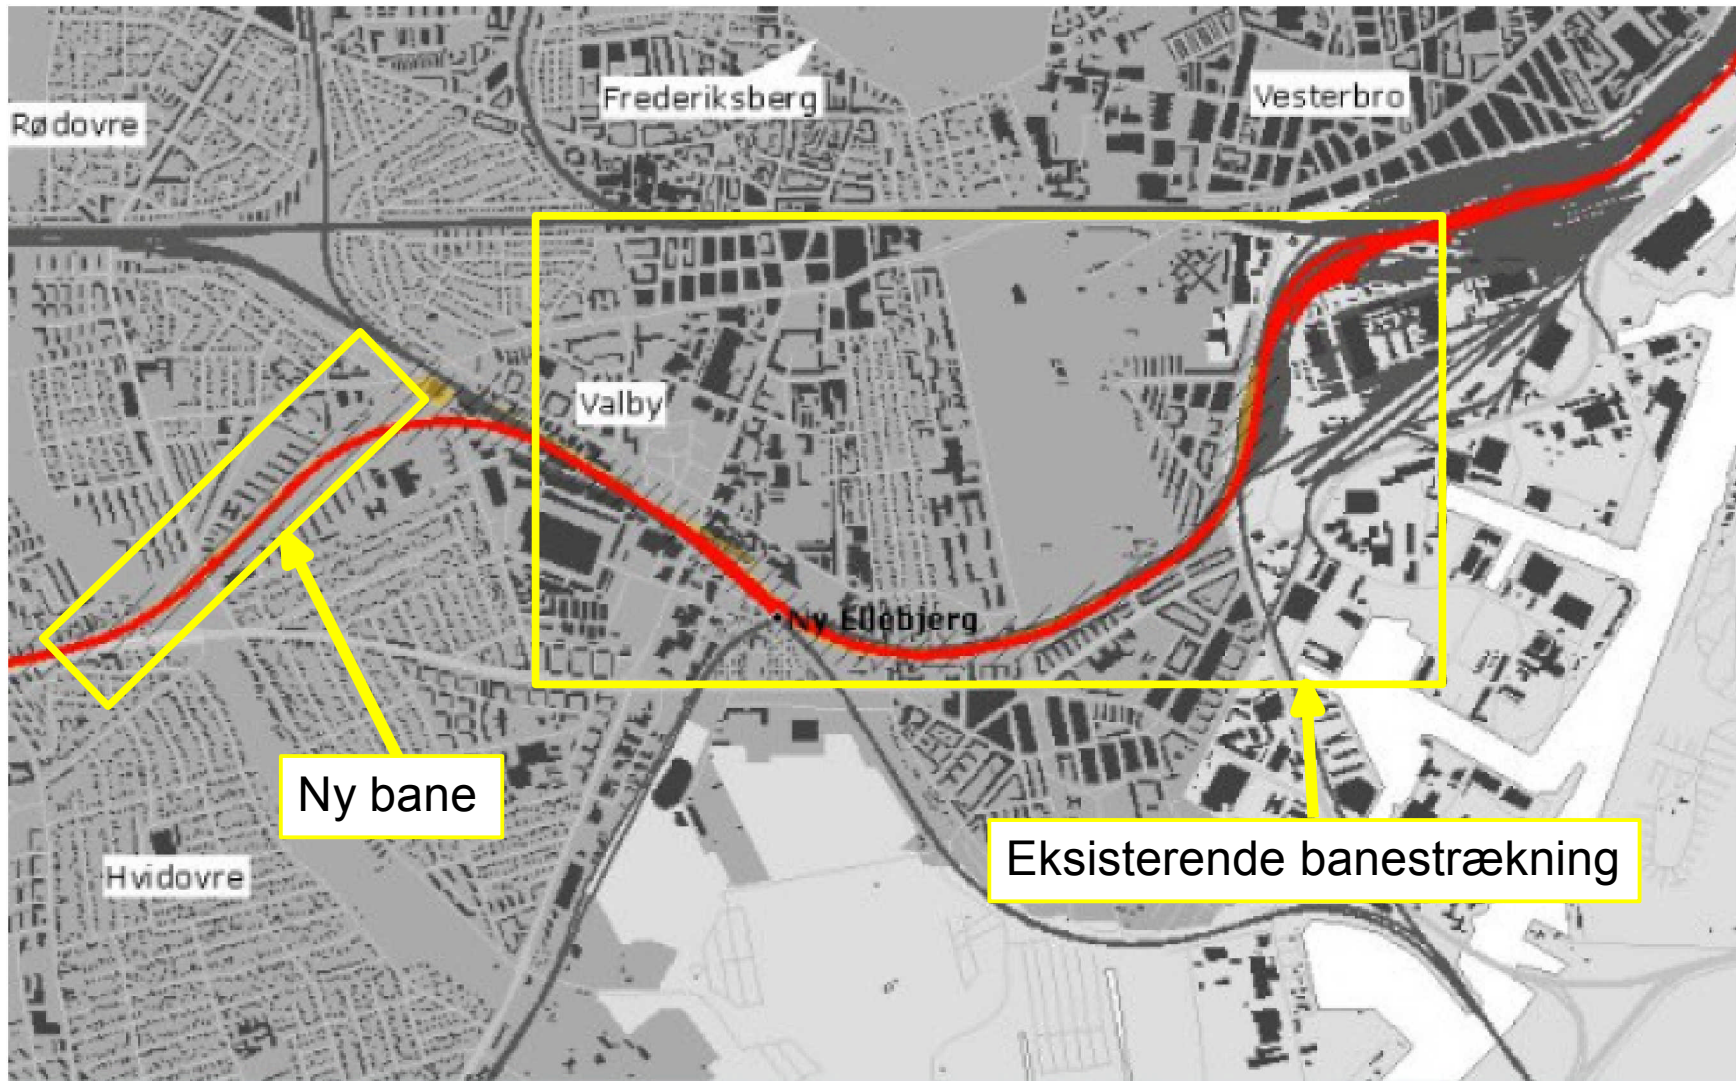 Frederiksberg
Vesterbro
Rødovre
Valby
Ny Ellebjerg
Ny bane
Eksisterende banestrækning
Hvidovre